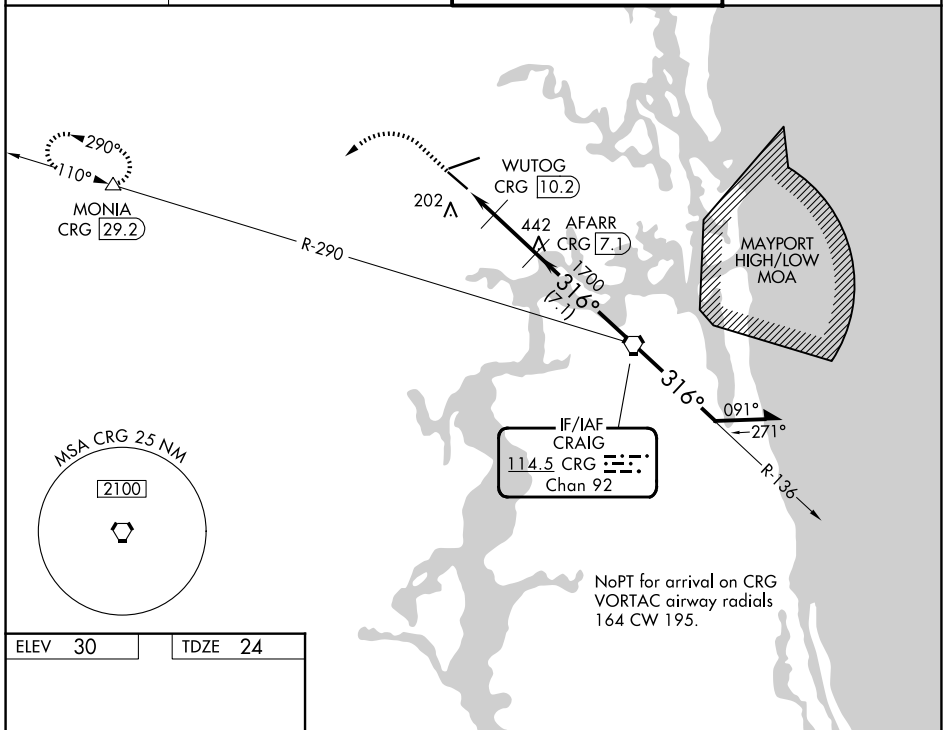 290°
110°
MONIA
CRG 29.2
R-290
202
WUTOG
CRG 10.2
442
AFARR
CRG 7.1
1700
316°
(7.1)
MAYPORT
HIGH/LOW
MOA
316°
091°
271°
R-136
IF/IAF
CRAIG
114.5 CRG
Chan 92
MSA CRG 25 NM
2100
NoPT for arrival on CRG
VORTAC airway radials
164 CW 195.
ELEV 30
TDZE 24